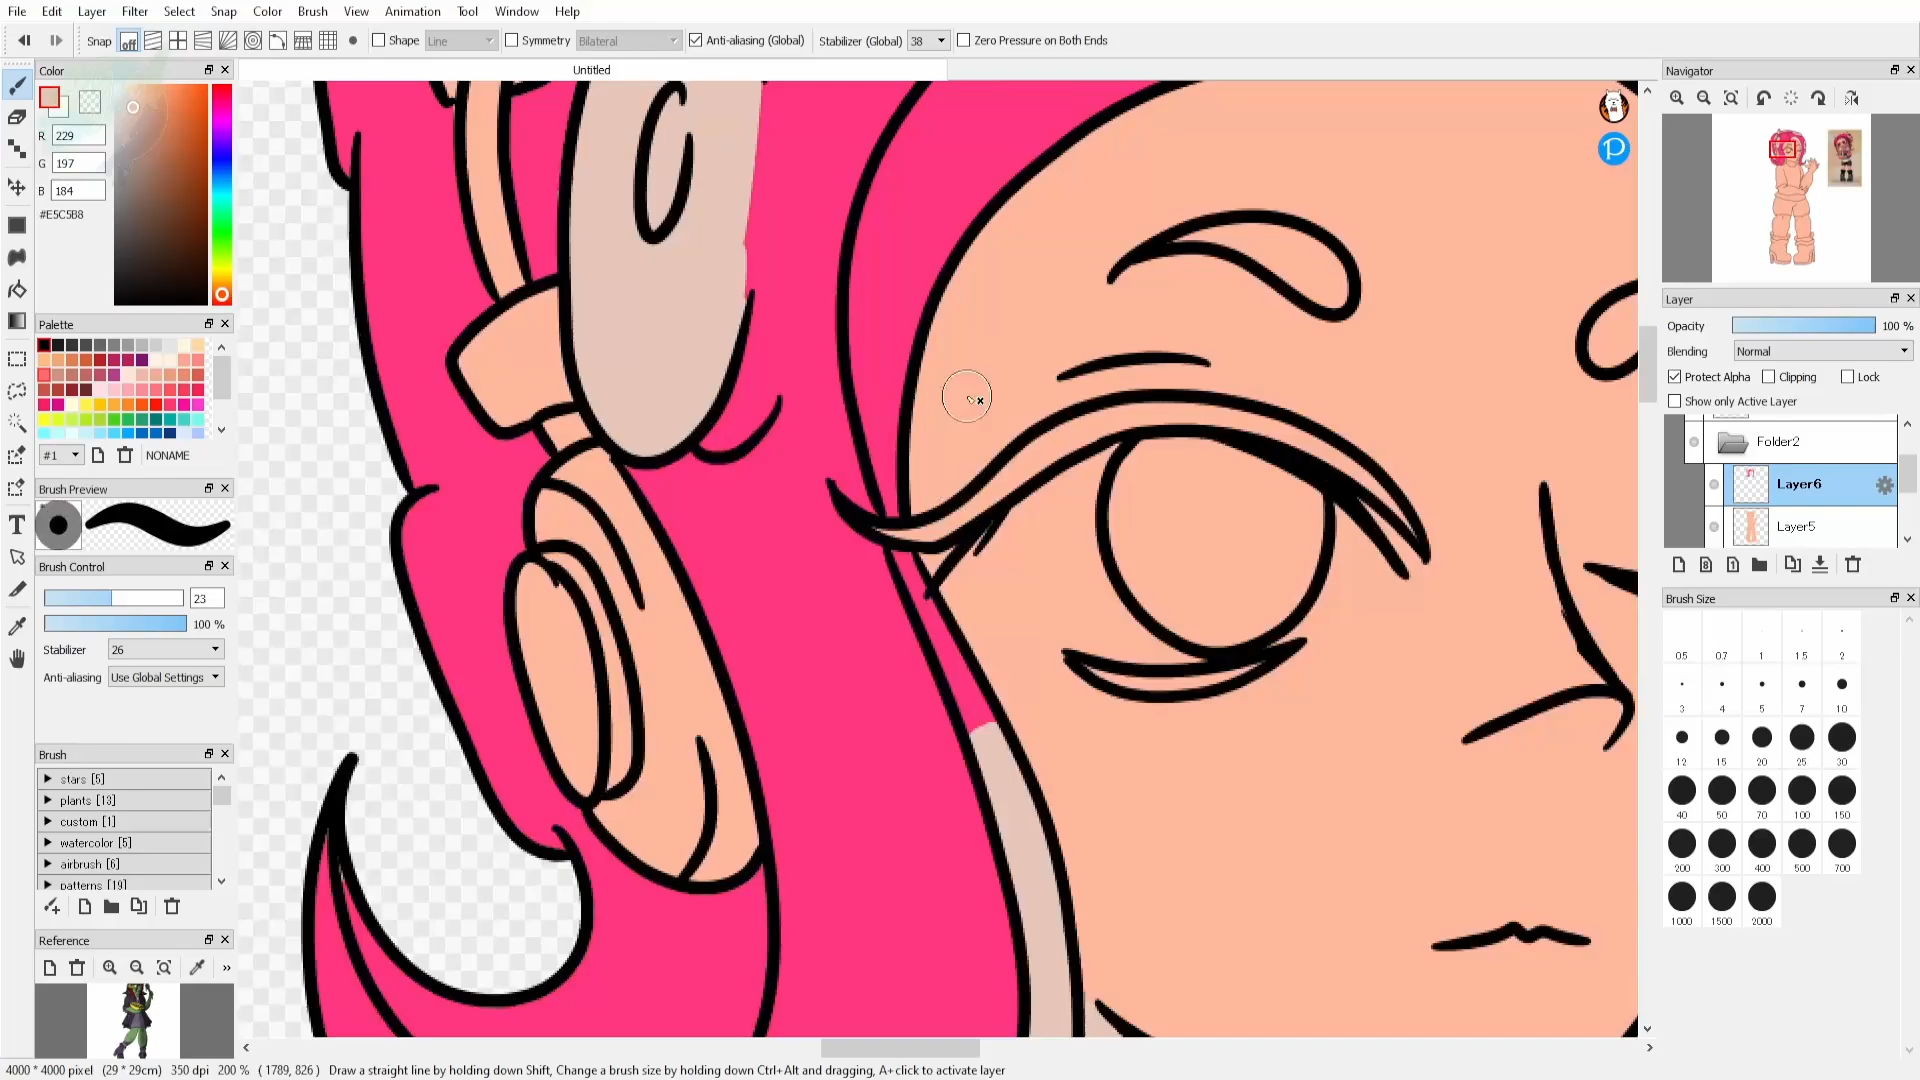 File Edit Layer Filter Select Snap Color Brush View Animation Tool Window Help
Snap off Shape Line Symmetry Bilateral Anti-aliasing (Global) Stabilizer (Global) 38 Zero Pressure on Both Ends
Color
Untitled
Navigator
R 229
G 197
B 184
#E5C5B8
Palette
#1 NONAME
Brush Preview
Brush Control
23
100 %
Stabilizer 26
Anti-aliasing Use Global Settings
Brush
stars [5]
plants [13]
custom [1]
watercolor [5]
airbrush [6]
patterns [19]
Reference
Layer
Opacity 100 %
Blending Normal
Protect Alpha Clipping Lock
Show only Active Layer
Folder2
Layer6
Layer5
Brush Size
0.5 0.7 1 1.5 2
3 4 5 7 10
12 15 20 25 30
40 50 70 100 150
200 300 400 500 700
1000 1500 2000
4000 * 4000 pixel (29 * 29cm) 350 dpi 200 % ( 1789, 826 ) Draw a straight line by holding down Shift, Change a brush size by holding down Ctrl+Alt and dragging, A+click to activate layer